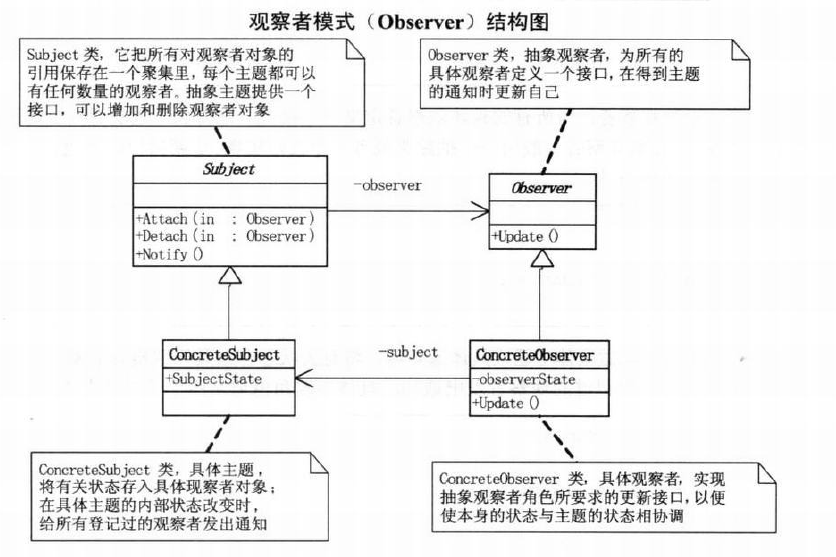 观察者模式（Observer）结构图
Subject 类，它把所有对观察者对象的
引用保存在一个聚集里，每个主题都可以
有任何数量的观察者。抽象主题提供一个
接口，可以增加和删除观察者对象
Observer 类，抽象观察者，为所有的
具体观察者定义一个接口，在得到主题
的通知时更新自己
Subject
+Attach(in : Observer)
+Detach(in : Observer)
+Notify()
-observer
Observer
+Update()
ConcreteSubject
+SubjectState
-subject
ConcreteObserver
-observerState
+Update()
ConcreteSubject 类，具体主题，
将有关状态存入具体现察者对象；
在具体主题的内部状态改变时，
给所有登记过的观察者发出通知
ConcreteObserver 类，具体观察者，实现
抽象观察者角色所要求的更新接口，以便
使本身的状态与主题的状态相协调